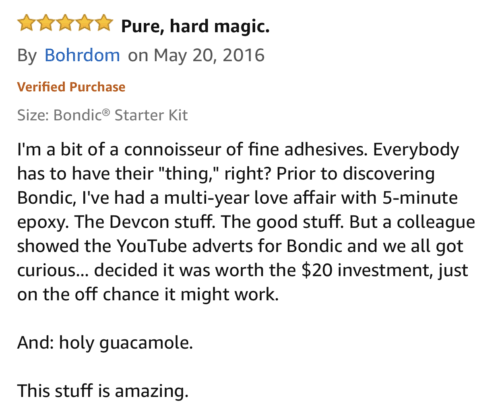 Pure, hard magic.
By Bohrdom on May 20, 2016
Verified Purchase
Size: Bondic® Starter Kit
I'm a bit of a connoisseur of fine adhesives. Everybody
has to have their "thing," right? Prior to discovering
Bondic, I've had a multi-year love affair with 5-minute
epoxy. The Devcon stuff. The good stuff. But a colleague
showed the YouTube adverts for Bondic and we all got
curious... decided it was worth the $20 investment, just
on the off chance it might work.
And: holy guacamole.
This stuff is amazing.